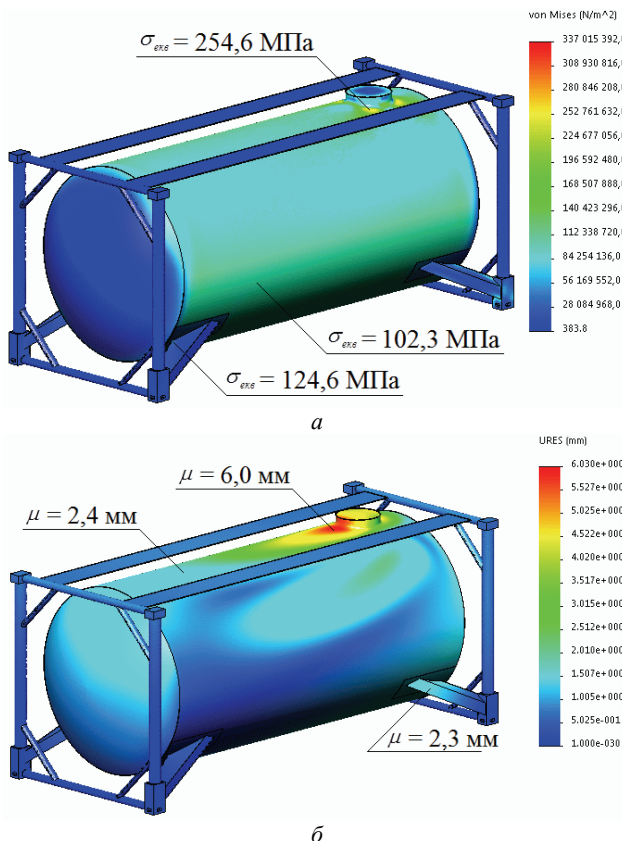 von Mises (N/m^2)
σекв = 254,6 МПа
337 015 392,0
308 930 816,0
280 846 208,0
252 761 632,0
224 677 056,0
196 592 480,0
168 507 888,0
140 423 296,0
112 338 720,0
84 254 136,0
56 169 552,0
28 084 968,0
383.8
σекв = 102,3 МПа
σекв = 124,6 МПа
а
URES (mm)
μ = 6,0 мм
μ = 2,4 мм
6.030e+000
5.527e+000
5.025e+000
4.522e+000
4.020e+000
3.517e+000
3.015e+000
2.512e+000
2.010e+000
1.507e+000
1.005e+000
5.025e-001
1.000e-030
μ = 2,3 мм
б